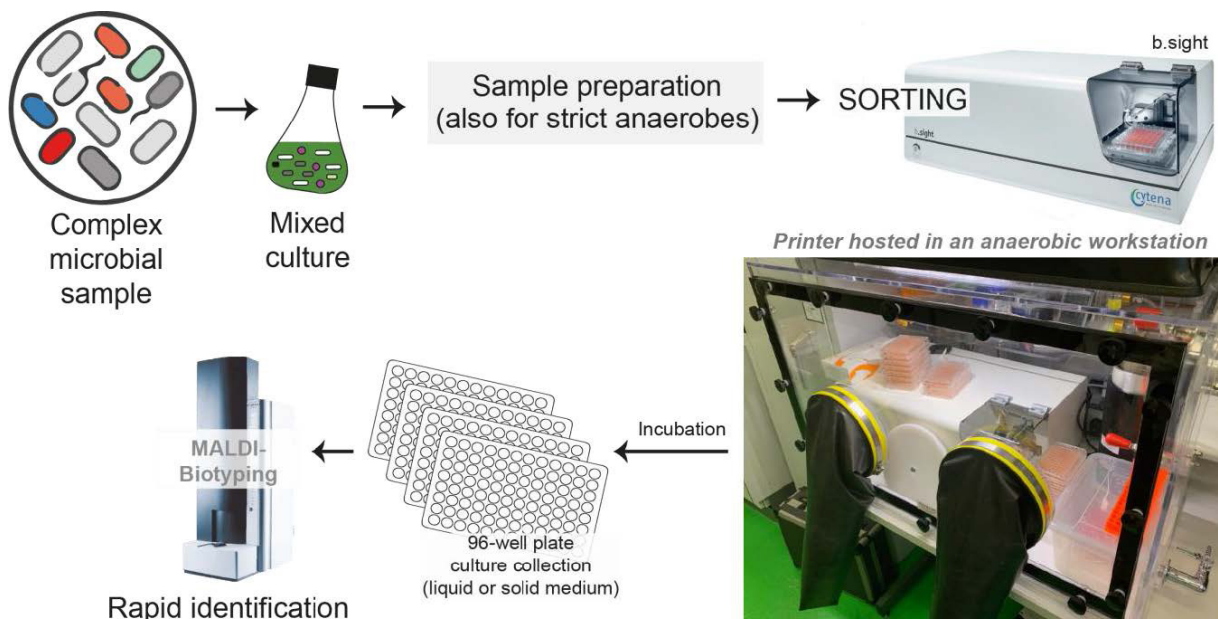 Complex
microbial
sample
Mixed
culture
Sample preparation
(also for strict anaerobes)
SORTING
b.sight
b.sight
cytena
Printer hosted in an anaerobic workstation
Incubation
96-well plate
culture collection
(liquid or solid medium)
MALDI-
Biotyping
Rapid identification